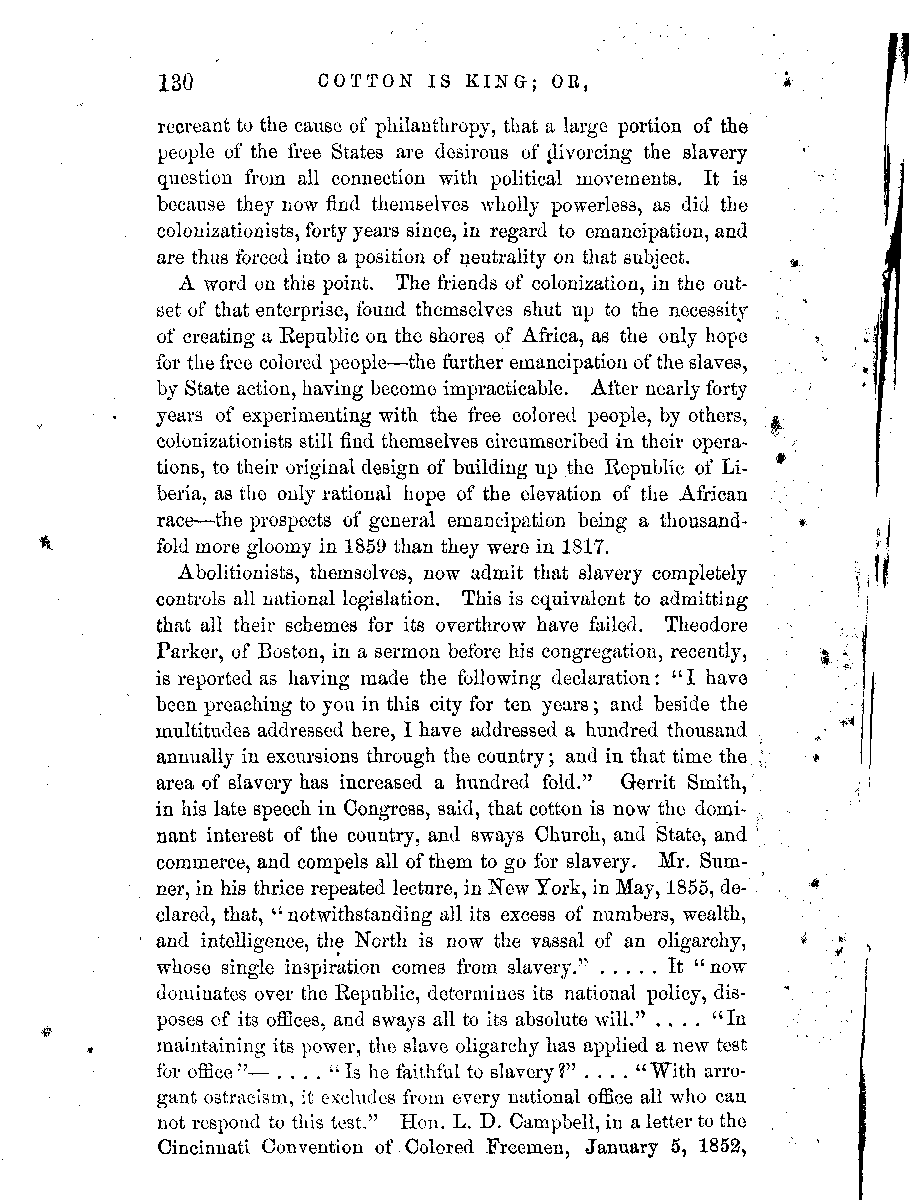 130 COTTON IS KING; OR,
recreant to the cause of philanthropy, that a large portion of the
people of the free States are desirous of divorcing the slavery
question from all connection with political movements. It is
because they now find themselves wholly powerless, as did the
colonizationists, forty years since, in regard to emancipation, and
are thus forced into a position of neutrality on that subject.
A word on this point. The friends of colonization, in the out-
set of that enterprise, found themselves shut up to the necessity
of creating a Republic on the shores of Africa, as the only hope
for the free colored people—the further emancipation of the slaves,
by State action, having become impracticable. After nearly forty
years of experimenting with the free colored people, by others,
colonizationists still find themselves circumscribed in their opera-
tions, to their original design of building up the Republic of Li-
beria, as the only rational hope of the elevation of the African
race—the prospects of general emancipation being a thousand-
fold more gloomy in 1859 than they were in 1817.
Abolitionists, themselves, now admit that slavery completely
controls all national legislation. This is equivalent to admitting
that all their schemes for its overthrow have failed. Theodore
Parker, of Boston, in a sermon before his congregation, recently,
is reported as having made the following declaration: "I have
been preaching to you in this city for ten years; and beside the
multitudes addressed here, I have addressed a hundred thousand
annually in excursions through the country; and in that time the
area of slavery has increased a hundred fold." Gerrit Smith,
in his late speech in Congress, said, that cotton is now the domi-
nant interest of the country, and sways Church, and State, and
commerce, and compels all of them to go for slavery. Mr. Sum-
ner, in his thrice repeated lecture, in New York, in May, 1855, de-
clared, that, "notwithstanding all its excess of numbers, wealth,
and intelligence, the North is now the vassal of an oligarchy,
whose single inspiration comes from slavery." . . . . . It "now
dominates over the Republic, determines its national policy, dis-
poses of its offices, and sways all to its absolute will." . . . . "In
maintaining its power, the slave oligarchy has applied a new test
for office"— . . . . "Is he faithful to slavery?" . . . . "With arro-
gant ostracism, it excludes from every national office all who can
not respond to this test." Hon. L. D. Campbell, in a letter to the
Cincinnati Convention of Colored Freemen, January 5, 1852,